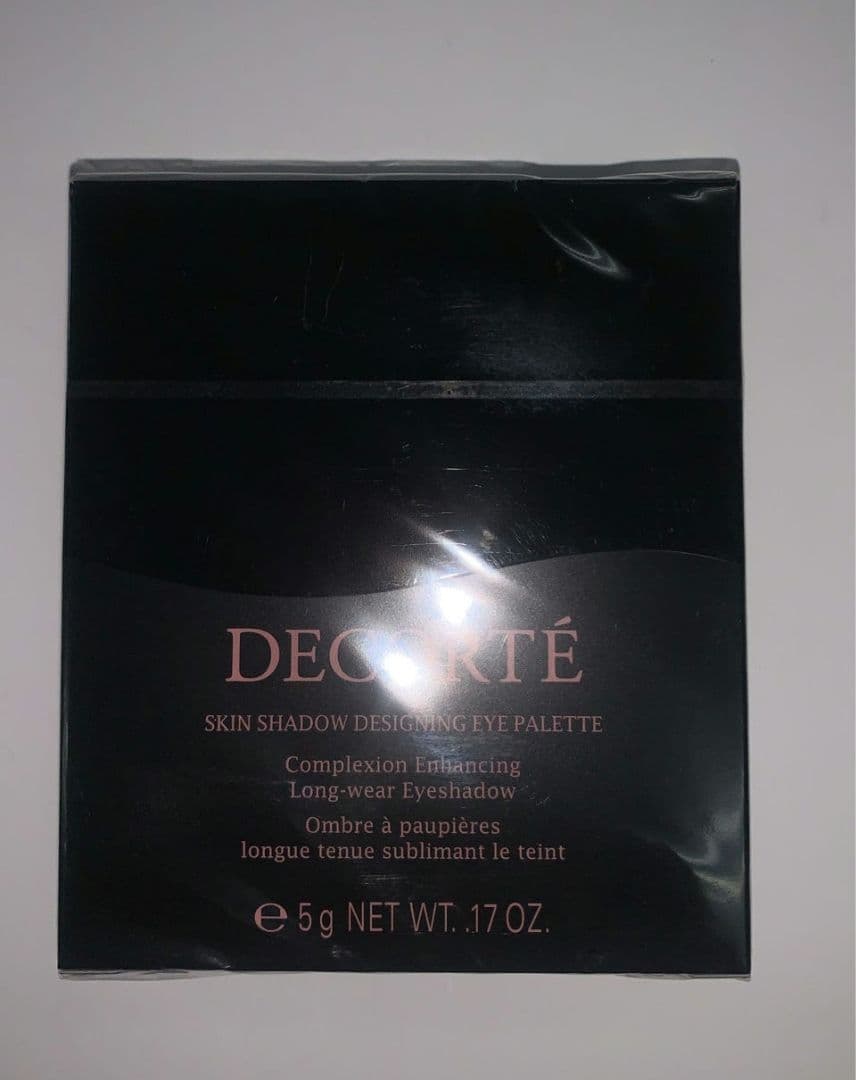 DECORTÉ
SKIN SHADOW DESIGNING EYE PALETTE
Complexion Enhancing
Long-wear Eyeshadow
Ombre à paupières
longue tenue sublimant le teint
℮ 5g NET WT. .17 OZ.